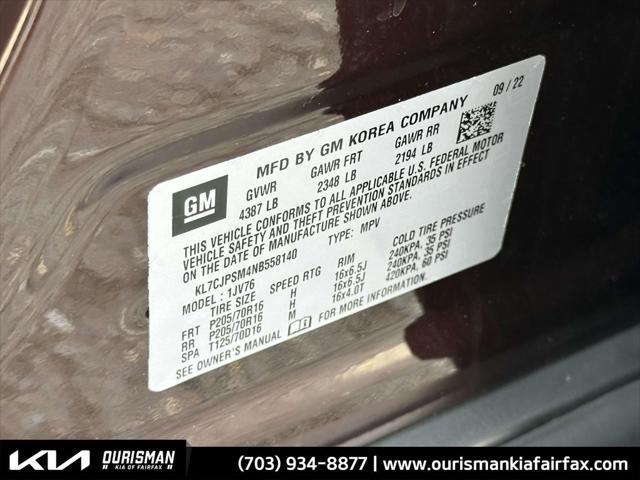 09 / 22
MFD BY GM KOREA COMPANY
GVWR GAWR FRT GAWR RR
4387 LB 2348 LB 2194 LB
GM
THIS VEHICLE CONFORMS TO ALL APPLICABLE U.S. FEDERAL MOTOR
VEHICLE SAFETY AND THEFT PREVENTION STANDARDS IN EFFECT
ON THE DATE OF MANUFACTURE SHOWN ABOVE.
KL7CJPSM4NB558140 TYPE: MPV
MODEL: 1JV76
TIRE SIZE SPEED RTG RIM COLD TIRE PRESSURE
FRT P205/70R16 H 16x6.5J 240KPA, 35 PSI
RR P205/70R16 H 16x6.5J 240KPA, 35 PSI
SPA T125/70D16 M 16x4.0T 420KPA, 60 PSI
SEE OWNER'S MANUAL FOR MORE INFORMATION.
KIA OURISMAN
KIA OF FAIRFAX
(703) 934-8877 | www.ourismankiafairfax.com